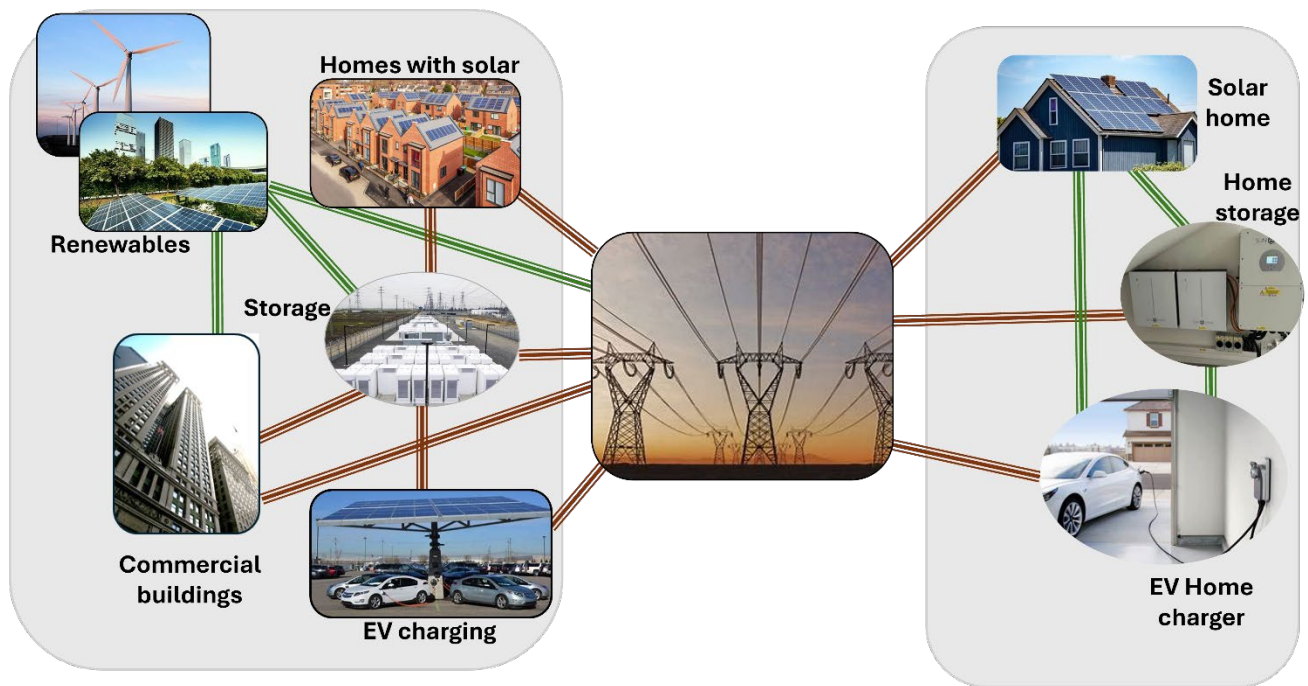 Homes with solar
Renewables
Storage
Commercial
buildings
EV charging
Solar
home
Home
storage
EV Home
charger